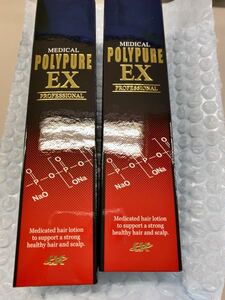 MEDICAL
POLYPURE
EX
PROFESSIONAL
O O O
P O P O P
ONa ONa
NaO
Medicated hair lotion
to support a strong
healthy hair and scalp.
MEDICAL
POLYPURE
EX
PROFESSIONAL
O O
P O P
ONa
NaO
Medicated hair lotion
to support a strong
healthy hair and scalp.